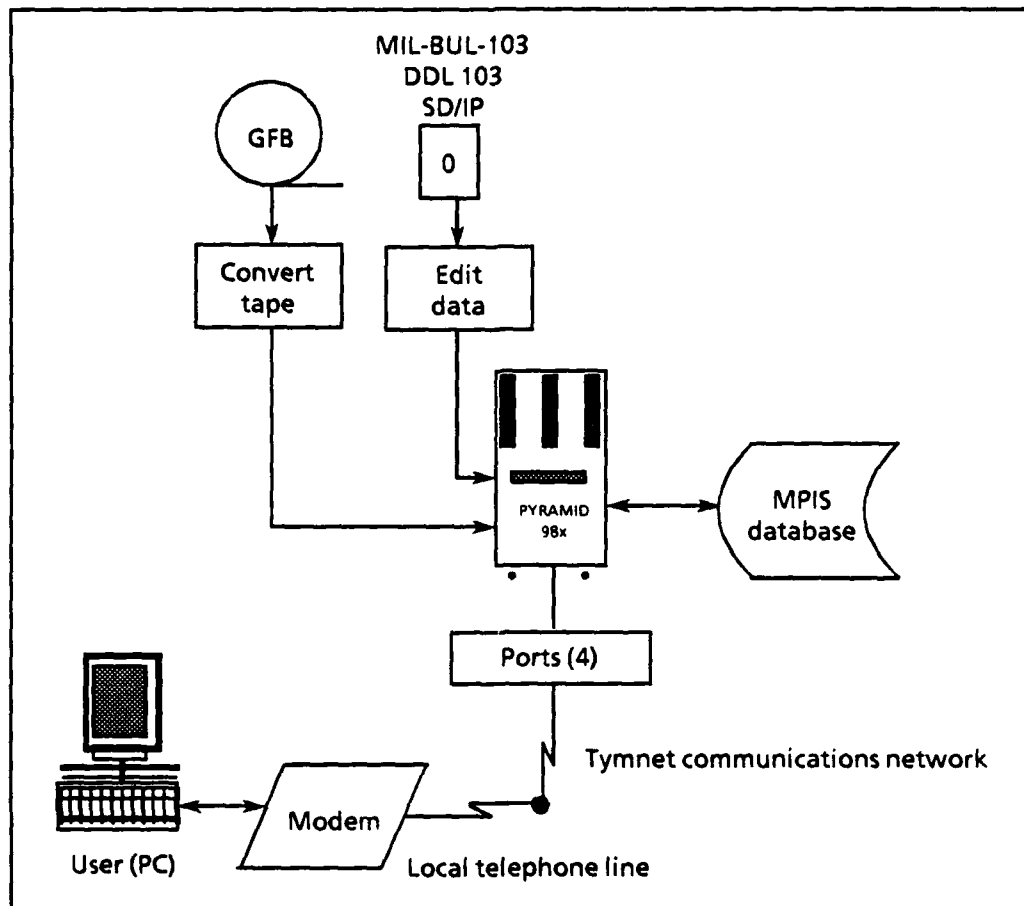 MIL-BUL-103
DDL 103
SD/IP
GFB
0
Convert
tape
Edit
data
PYRAMID
98x
MPIS
database
Ports (4)
Tymnet communications network
Modem
User (PC)
Local telephone line